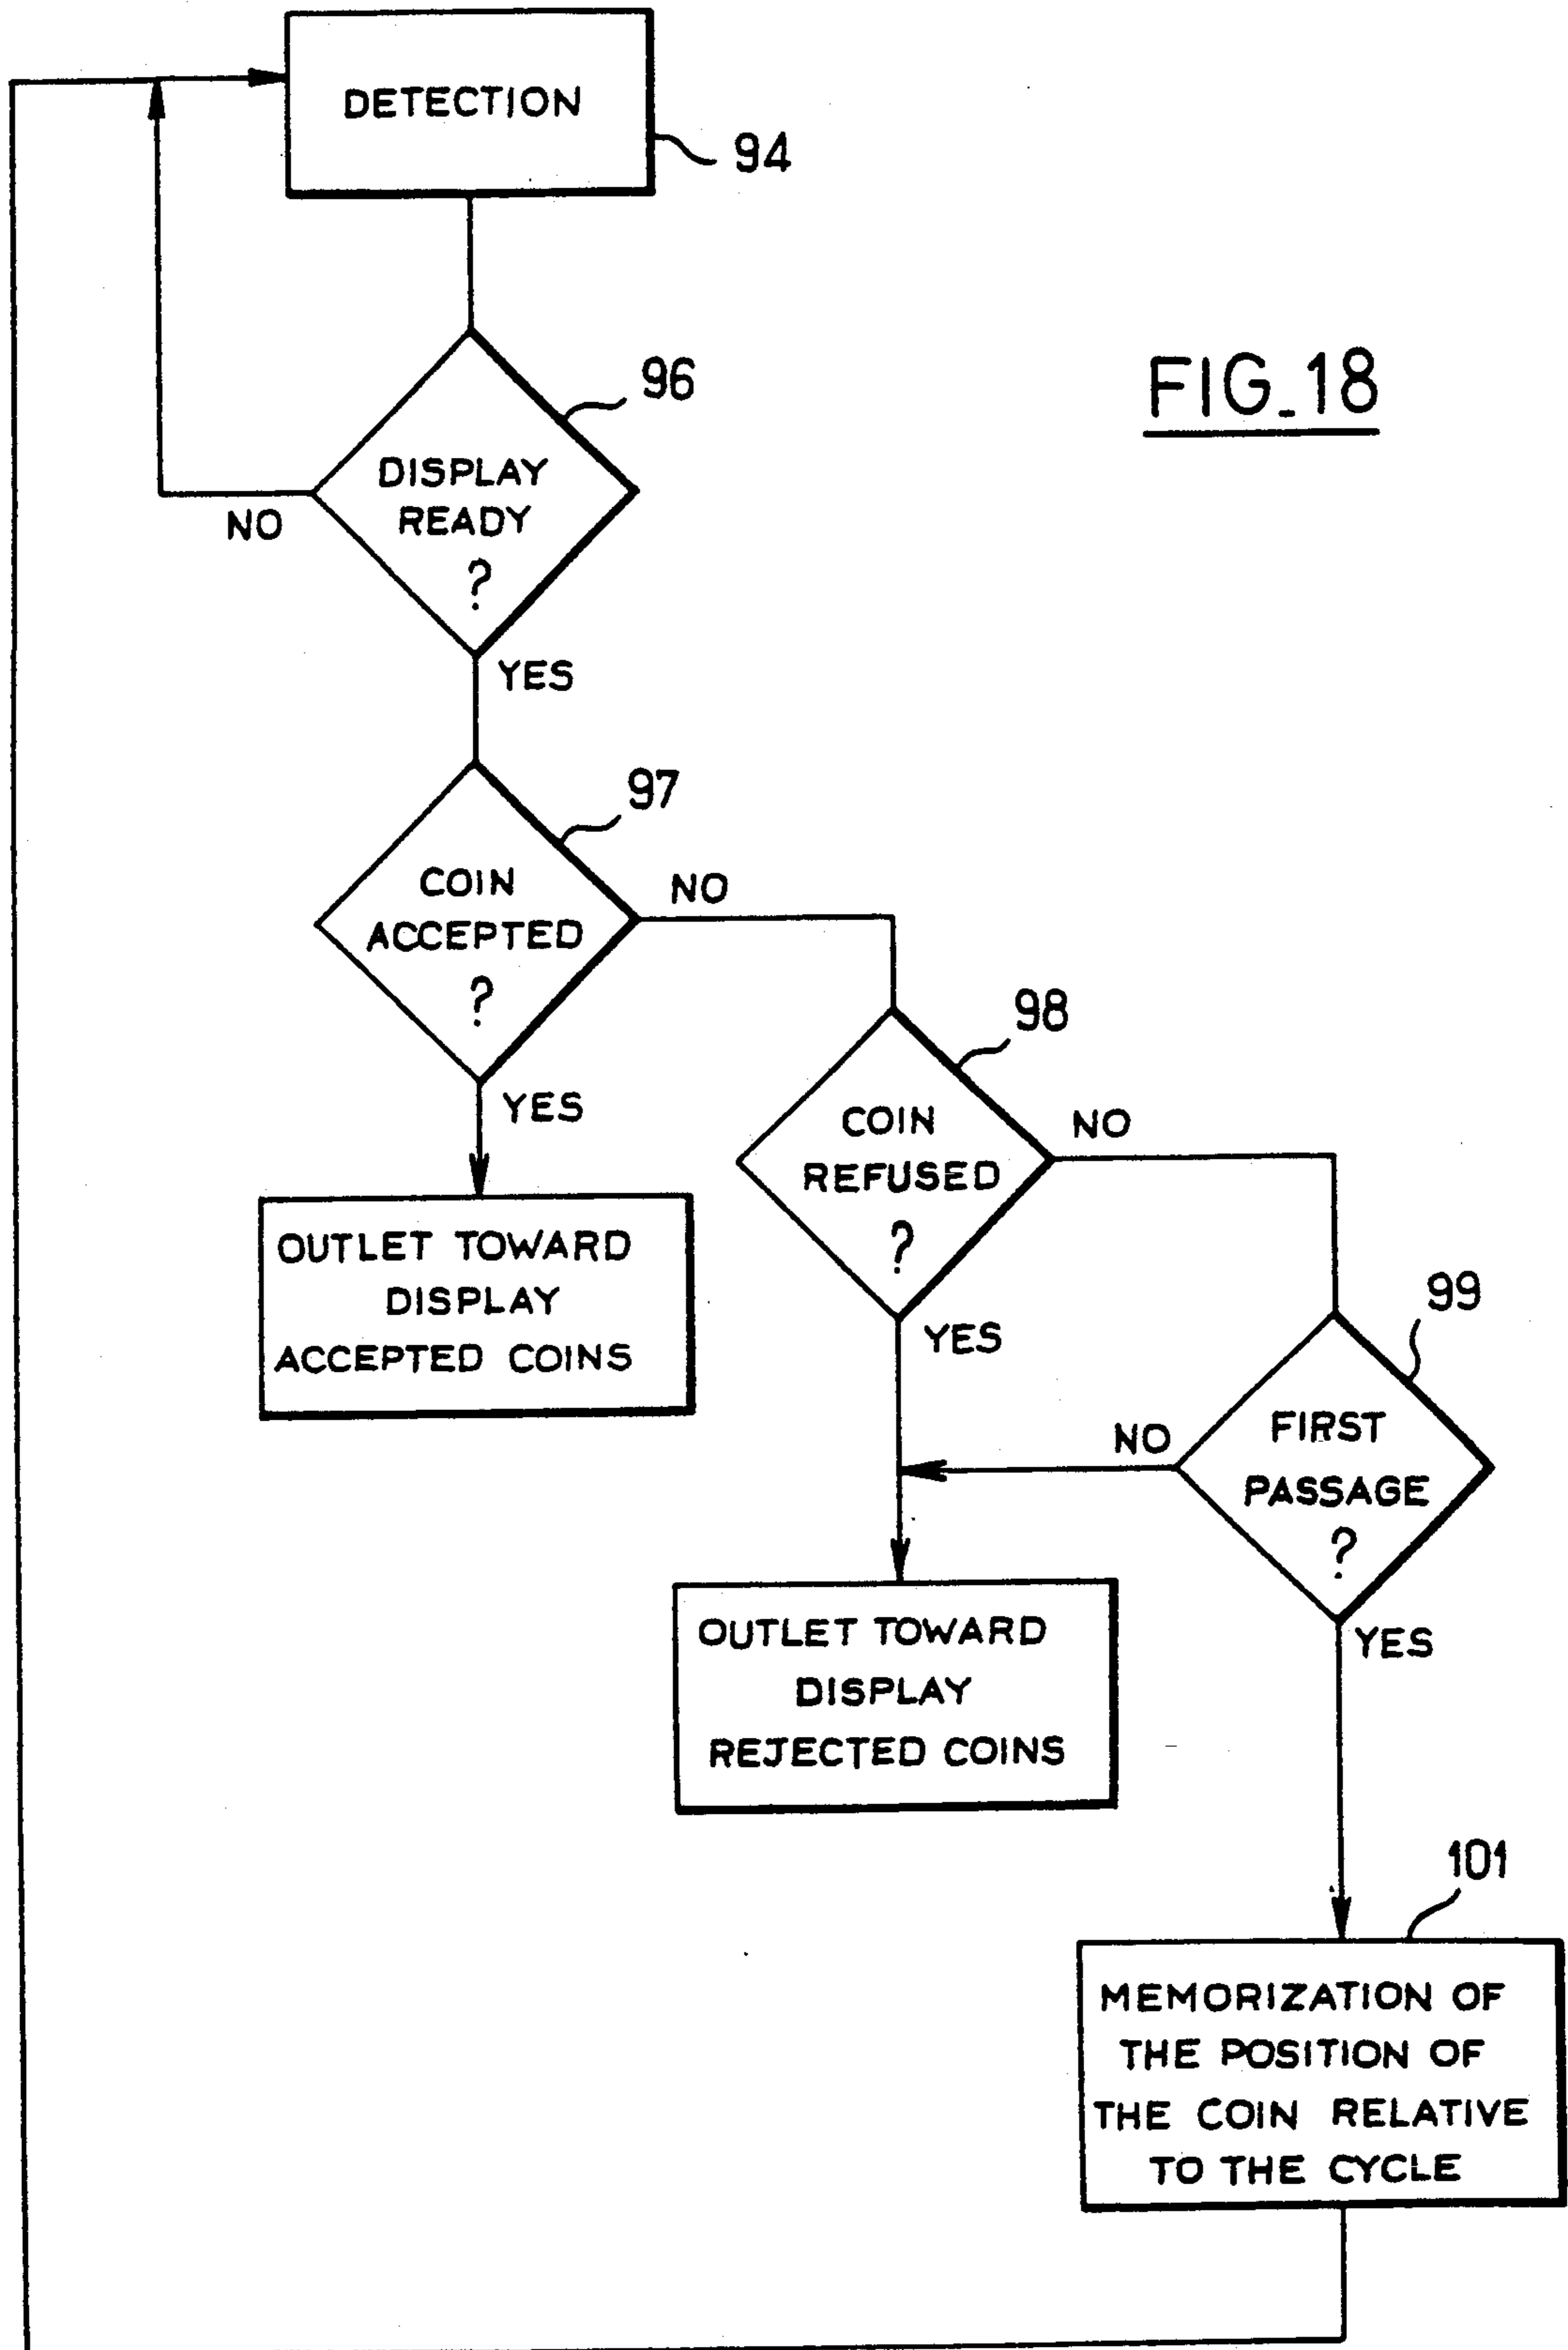 DETECTION
94
96
FIG_18
DISPLAY
READY
?
NO
YES
97
COIN
ACCEPTED
?
NO
98
YES
COIN
REFUSED
?
NO
OUTLET TOWARD
DISPLAY
ACCEPTED COINS
99
YES
FIRST
PASSAGE
?
NO
OUTLET TOWARD
DISPLAY
REJECTED COINS
YES
101
MEMORIZATION OF
THE POSITION OF
THE COIN RELATIVE
TO THE CYCLE